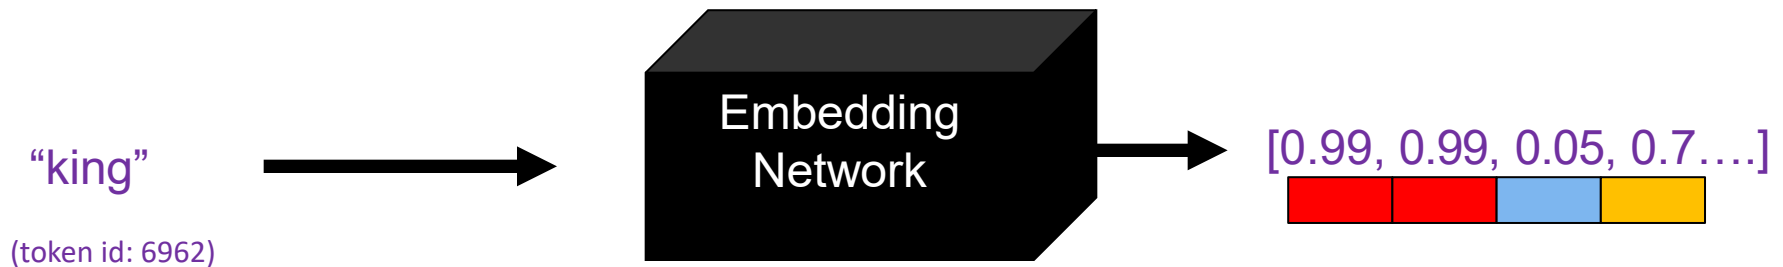 “king”
(token id: 6962)
Embedding
Network
[0.99, 0.99, 0.05, 0.7….]